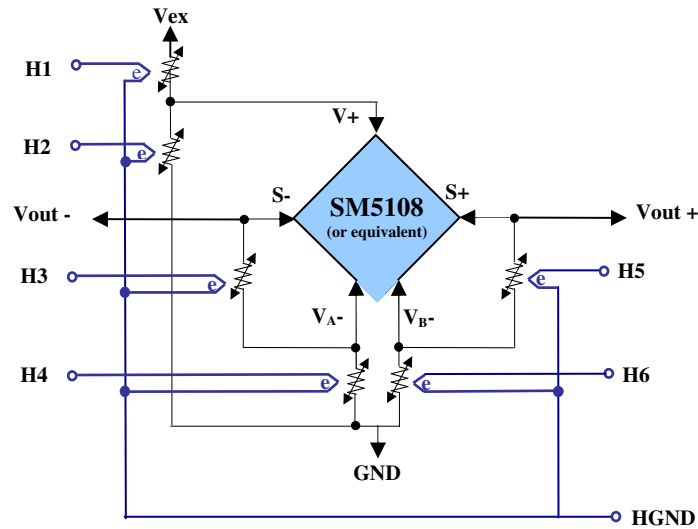 Vex
H1
e
V+
H2
e
S-
S+
SM5108
(or equivalent)
Vout -
Vout +
H3
e
e
H5
VA-
VB-
H4
e
e
H6
GND
HGND